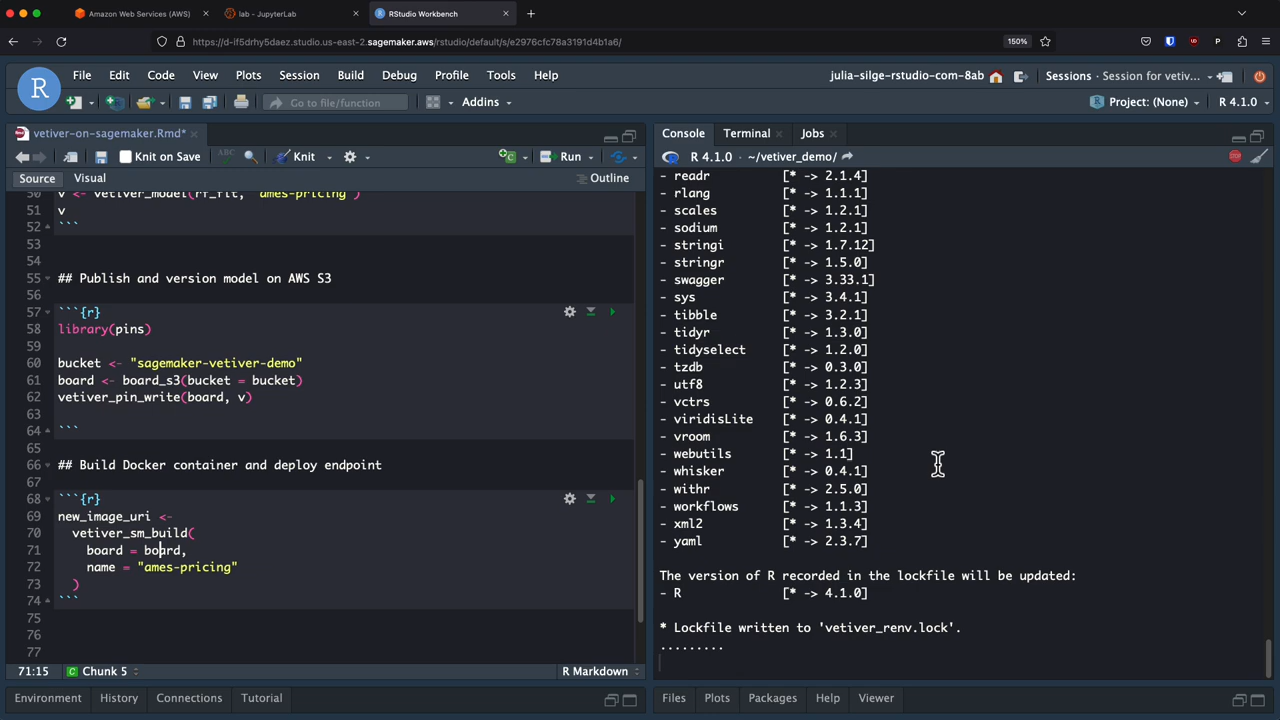 Amazon Web Services (AWS)
lab - JupyterLab
RStudio Workbench
https://d-if5drhy5daez.studio.us-east-2.sagemaker.aws/rstudio/default/s/e2976cfc78a3191d4b1a6/
150%
R
File Edit Code View Plots Session Build Debug Profile Tools Help
julia-silge-rstudio-com-8ab
Sessions
Session for vetiv...
Go to file/function
Addins
Project: (None)
R 4.1.0
vetiver-on-sagemaker.Rmd*
Knit on Save
ABC
Knit
Run
Source Visual
Outline
50 v <- vetiver_model(rf_fit, "ames-pricing")
51 v
52 ```
53
54
55 ## Publish and version model on AWS S3
56
57 ```{r}
58 library(pins)
59
60 bucket <- "sagemaker-vetiver-demo"
61 board <- board_s3(bucket = bucket)
62 vetiver_pin_write(board, v)
63
64 ```
65
66 ## Build Docker container and deploy endpoint
67
68 ```{r}
69 new_image_uri <-
70 vetiver_sm_build(
71 board = board,
72 name = "ames-pricing"
73 )
74 ```
75
76
77
71:15
Chunk 5
R Markdown
Environment History Connections Tutorial
Console Terminal Jobs
R 4.1.0 · ~/vetiver_demo/
- readr [* -> 2.1.4]
- rlang [* -> 1.1.1]
- scales [* -> 1.2.1]
- sodium [* -> 1.2.1]
- stringi [* -> 1.7.12]
- stringr [* -> 1.5.0]
- swagger [* -> 3.33.1]
- sys [* -> 3.4.1]
- tibble [* -> 3.2.1]
- tidyr [* -> 1.3.0]
- tidyselect [* -> 1.2.0]
- tzdb [* -> 0.3.0]
- utf8 [* -> 1.2.3]
- vctrs [* -> 0.6.2]
- viridisLite [* -> 0.4.1]
- vroom [* -> 1.6.3]
- webutils [* -> 1.1]
- whisker [* -> 0.4.1]
- withr [* -> 2.5.0]
- workflows [* -> 1.1.3]
- xml2 [* -> 1.3.4]
- yaml [* -> 2.3.7]
The version of R recorded in the lockfile will be updated:
- R [* -> 4.1.0]
* Lockfile written to 'vetiver_renv.lock'.
.........
Files Plots Packages Help Viewer